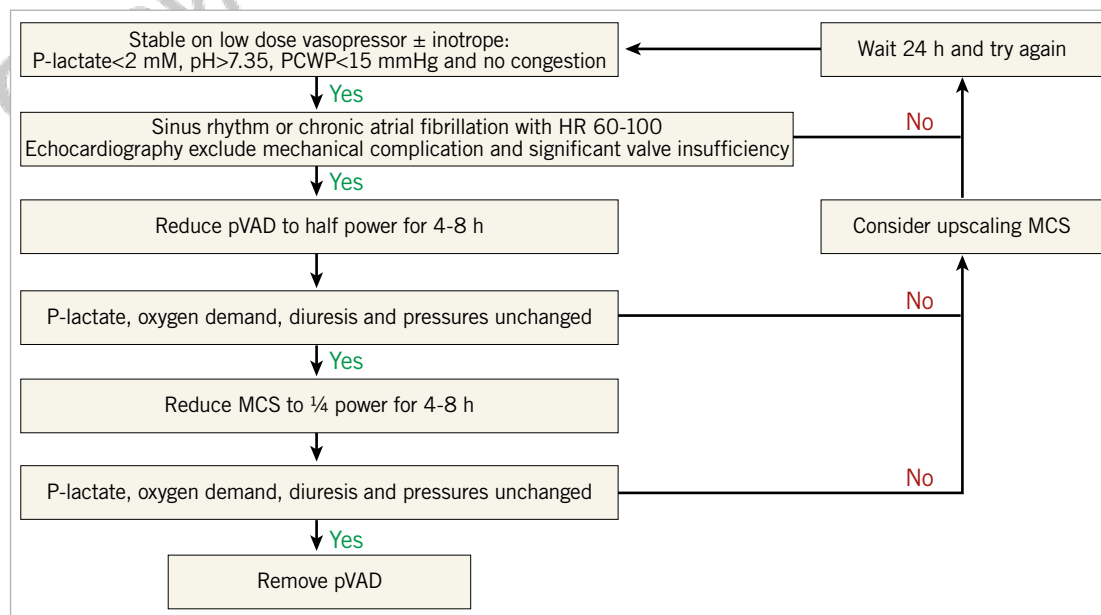 Stable on low dose vasopressor ± inotrope:
P-lactate<2 mM, pH>7.35, PCWP<15 mmHg and no congestion
Wait 24 h and try again
Yes
Sinus rhythm or chronic atrial fibrillation with HR 60-100
Echocardiography exclude mechanical complication and significant valve insufficiency
No
Yes
Reduce pVAD to half power for 4-8 h
Consider upscaling MCS
P-lactate, oxygen demand, diuresis and pressures unchanged
No
Yes
Reduce MCS to ¼ power for 4-8 h
P-lactate, oxygen demand, diuresis and pressures unchanged
No
Yes
Remove pVAD